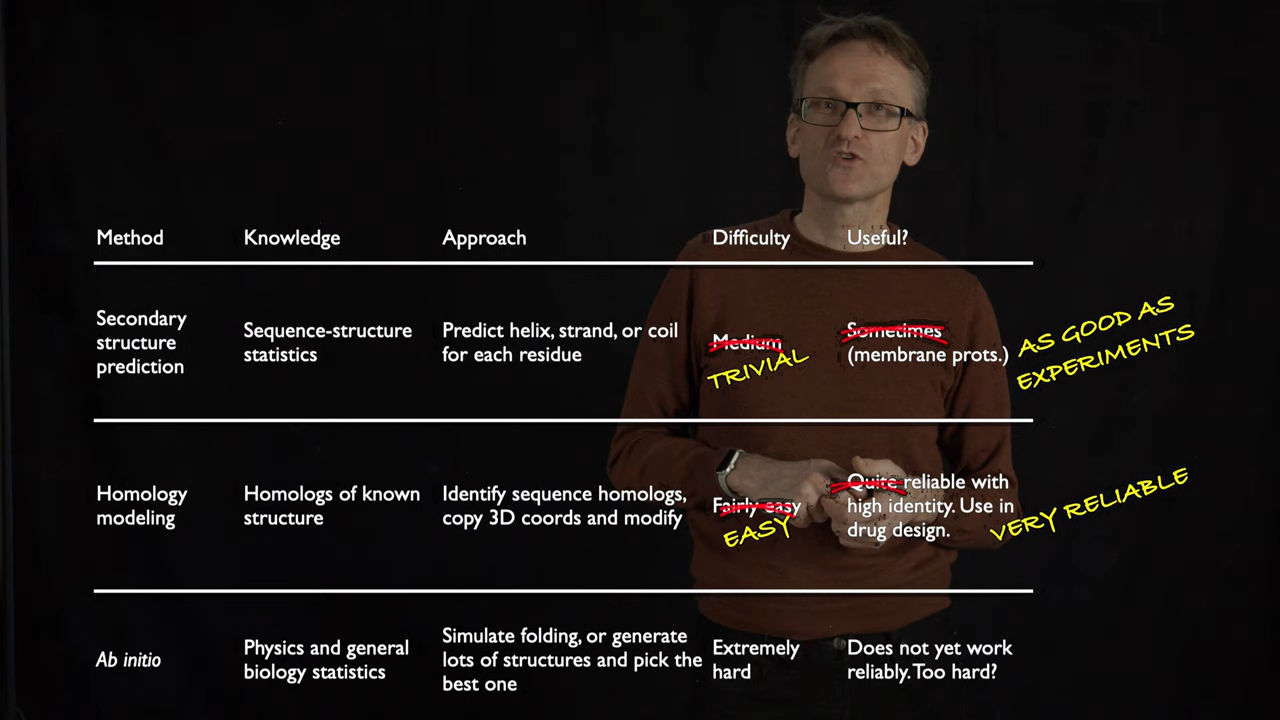 Method Knowledge Approach Difficulty Useful?
Secondary
structure
prediction
Sequence-structure
statistics
Predict helix, strand, or coil
for each residue
Medium
TRIVIAL
Sometimes
(membrane prots.)
AS GOOD AS
EXPERIMENTS
Homology
modeling
Homologs of known
structure
Identify sequence homologs,
copy 3D coords and modify
Fairly easy
EASY
Quite reliable with
high identity. Use in
drug design.
VERY RELIABLE
Ab initio
Physics and general
biology statistics
Simulate folding, or generate
lots of structures and pick the
best one
Extremely
hard
Does not yet work
reliably. Too hard?